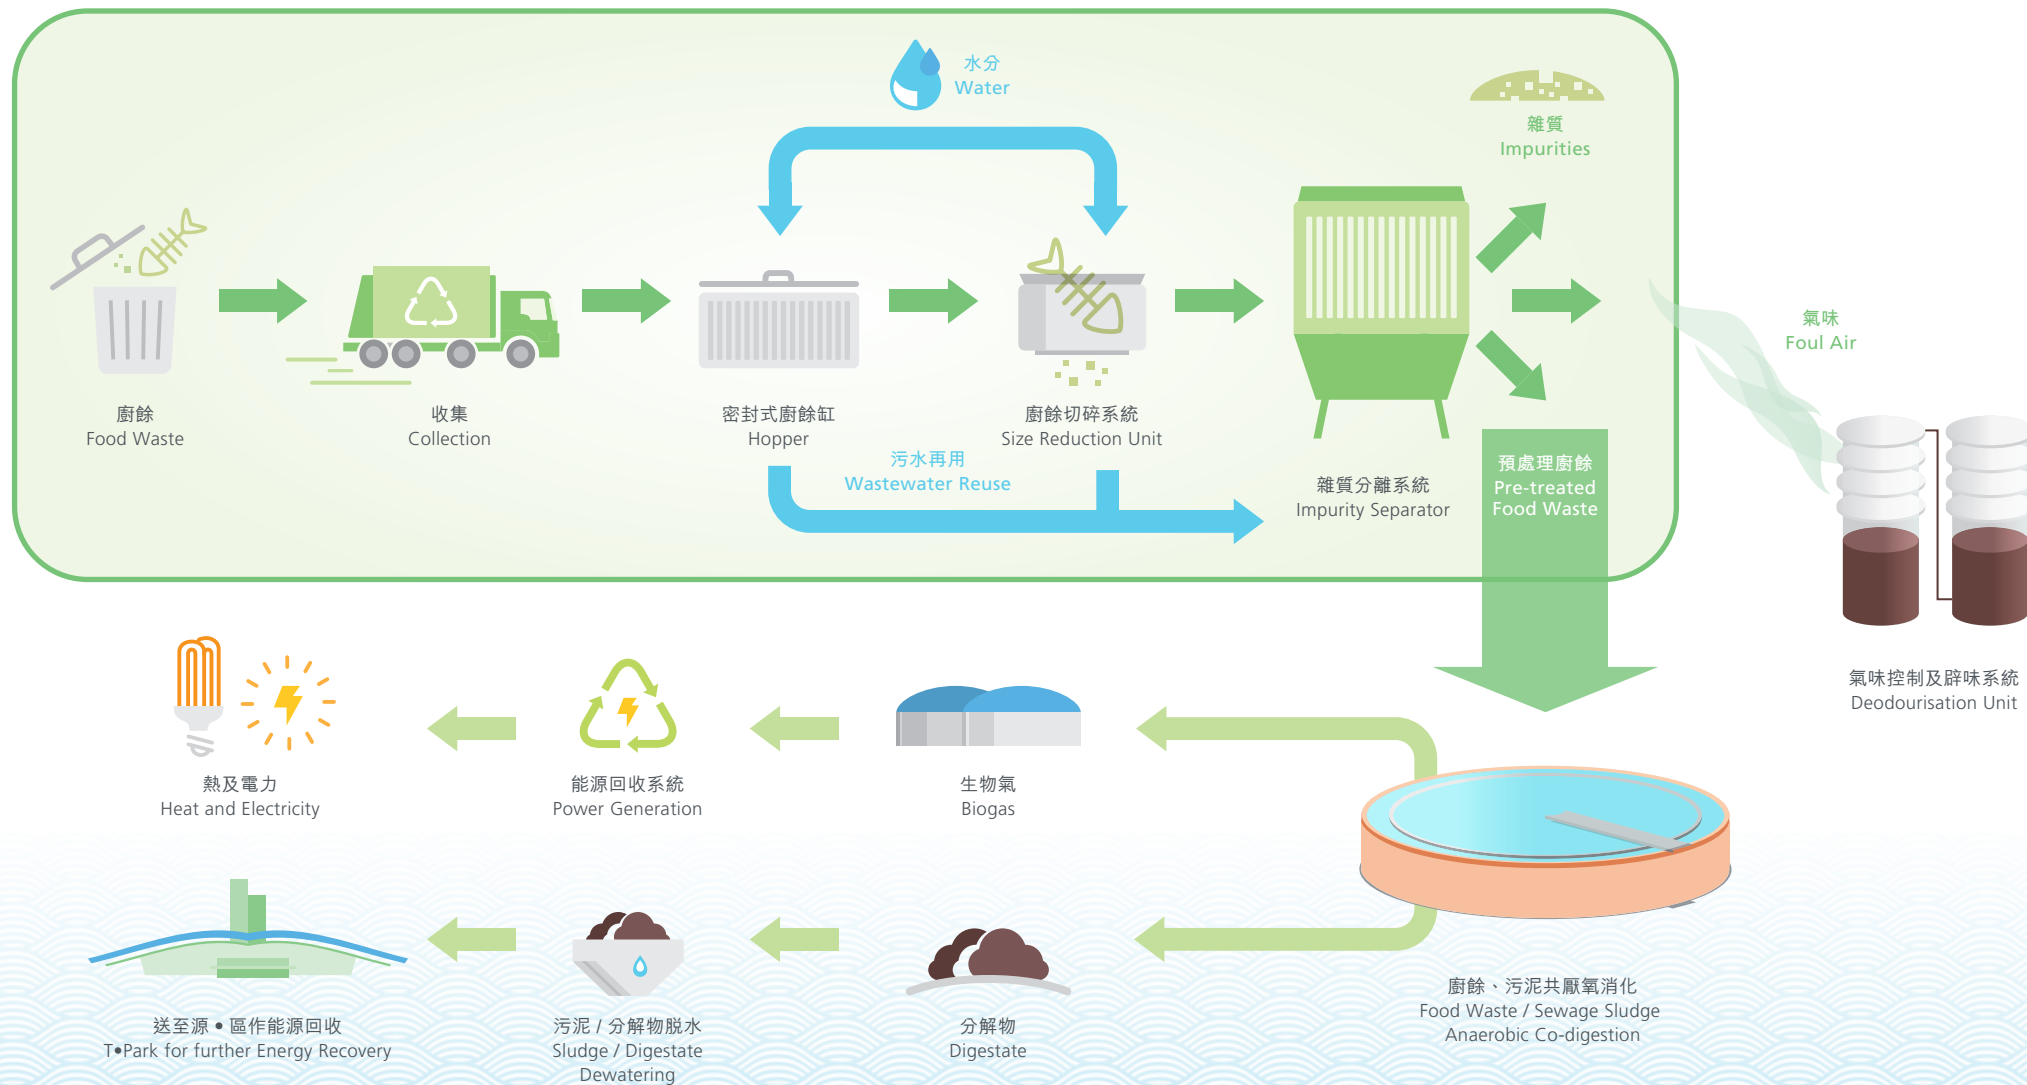 水分
Water
雜質
Impurities
氣味
Foul Air
廚餘
Food Waste
收集
Collection
密封式廚餘缸
Hopper
廚餘切碎系統
Size Reduction Unit
污水再用
Wastewater Reuse
雜質分離系統
Impurity Separator
預處理廚餘
Pre-treated
Food Waste
氣味控制及辟味系統
Deodourisation Unit
熱及電力
Heat and Electricity
能源回收系統
Power Generation
生物氣
Biogas
廚餘、污泥共厭氧消化
Food Waste / Sewage Sludge
Anaerobic Co-digestion
送至源•區作能源回收
T•Park for further Energy Recovery
污泥 / 分解物脱水
Sludge / Digestate
Dewatering
分解物
Digestate